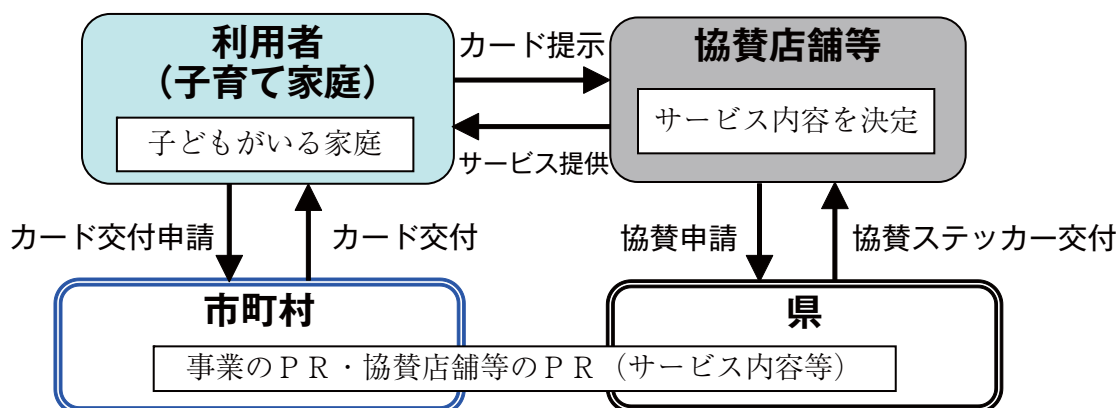 利用者
（子育て家庭）
子どもがいる家庭
カード提示
サービス提供
協賛店舗等
サービス内容を決定
カード交付申請
カード交付
協賛申請
協賛ステッカー交付
市町村
県
事業のＰＲ・協賛店舗等のＰＲ（サービス内容等）